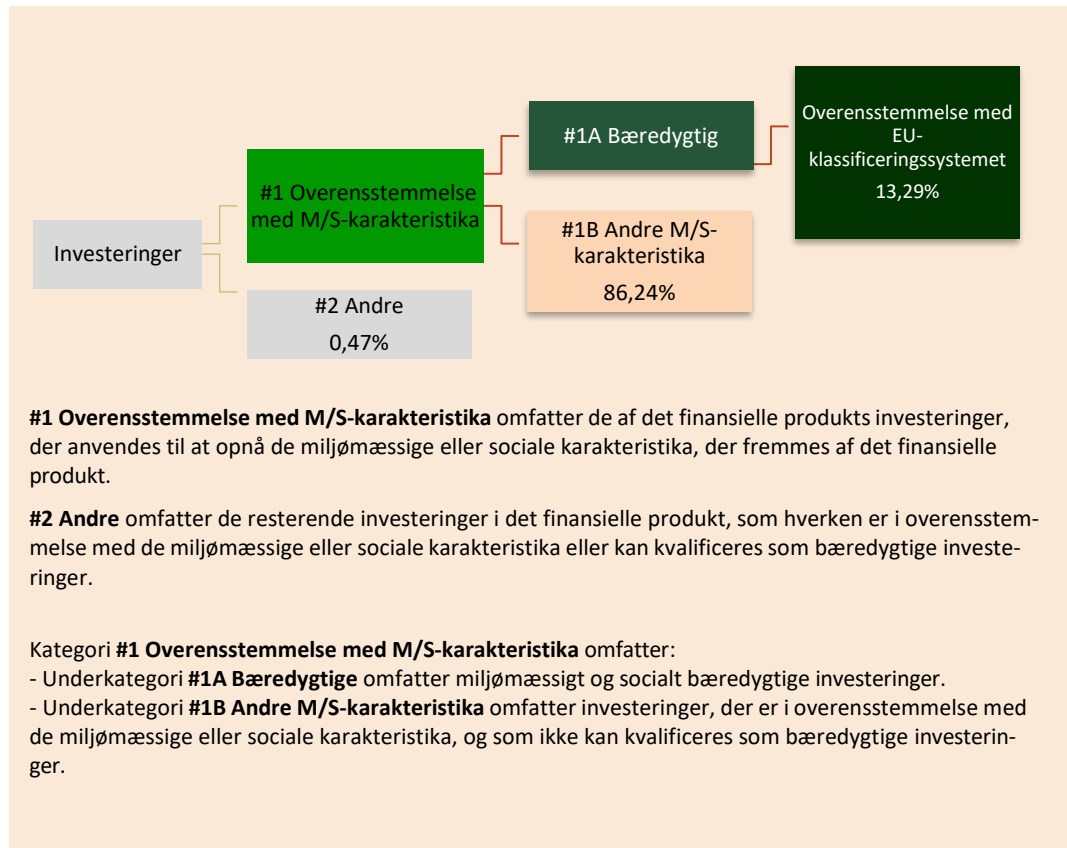 Investeringer
#1 Overensstemmelse
med M/S-karakteristika
#2 Andre
0,47%
#1A Bæredygtig
#1B Andre M/S-
karakteristika
86,24%
Overensstemmelse med
EU-
klassificeringssystemet
13,29%
#1 Overensstemmelse med M/S-karakteristika omfatter de af det finansielle produkts investeringer,
der anvendes til at opnå de miljømæssige eller sociale karakteristika, der fremmes af det finansielle
produkt.
#2 Andre omfatter de resterende investeringer i det finansielle produkt, som hverken er i overensstem-
melse med de miljømæssige eller sociale karakteristika eller kan kvalificeres som bæredygtige investe-
ringer.
Kategori #1 Overensstemmelse med M/S-karakteristika omfatter:
- Underkategori #1A Bæredygtige omfatter miljømæssigt og socialt bæredygtige investeringer.
- Underkategori #1B Andre M/S-karakteristika omfatter investeringer, der er i overensstemmelse med
de miljømæssige eller sociale karakteristika, og som ikke kan kvalificeres som bæredygtige investerin-
ger.